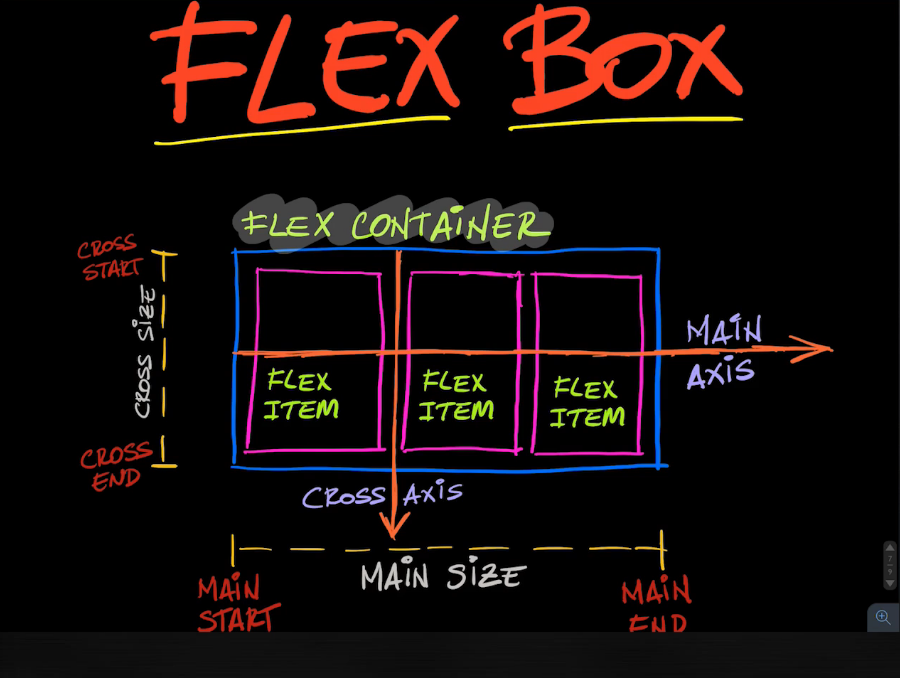 FLEX BOX
FLEX CONTAINER
CROSS
START
CROSS SIZE
MAIN
AXIS
FLEX
ITEM
FLEX
ITEM
FLEX
ITEM
CROSS
END
CROSS AXIS
MAIN SIZE
MAIN
START
MAIN
END